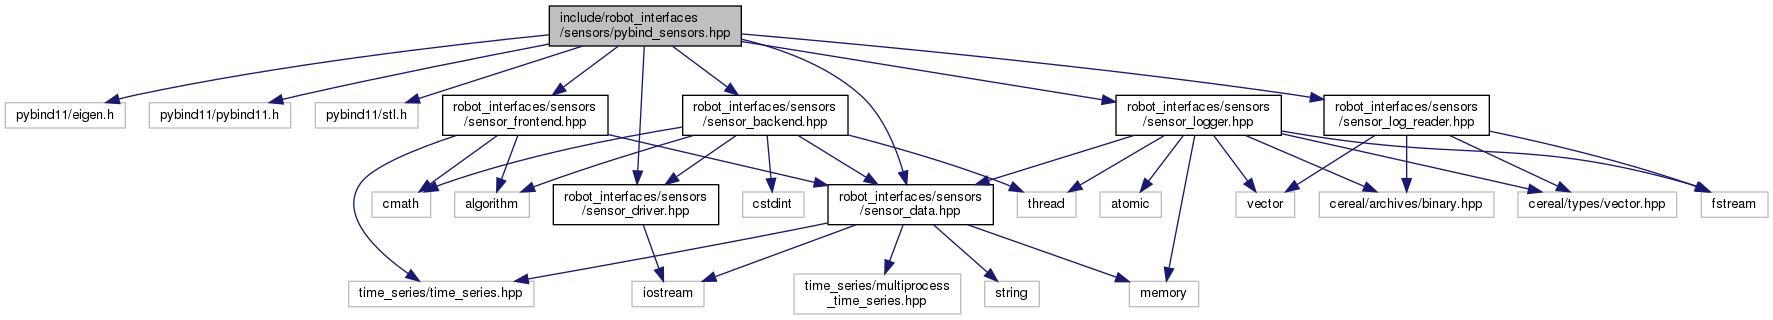 include/robot_interfaces
/sensors/pybind_sensors.hpp
pybind11/eigen.h
pybind11/pybind11.h
pybind11/stl.h
robot_interfaces/sensors
/sensor_frontend.hpp
robot_interfaces/sensors
/sensor_backend.hpp
robot_interfaces/sensors
/sensor_logger.hpp
robot_interfaces/sensors
/sensor_log_reader.hpp
cmath
algorithm
robot_interfaces/sensors
/sensor_driver.hpp
cstdint
robot_interfaces/sensors
/sensor_data.hpp
thread
atomic
vector
cereal/archives/binary.hpp
cereal/types/vector.hpp
fstream
time_series/time_series.hpp
iostream
time_series/multiprocess
_time_series.hpp
string
memory